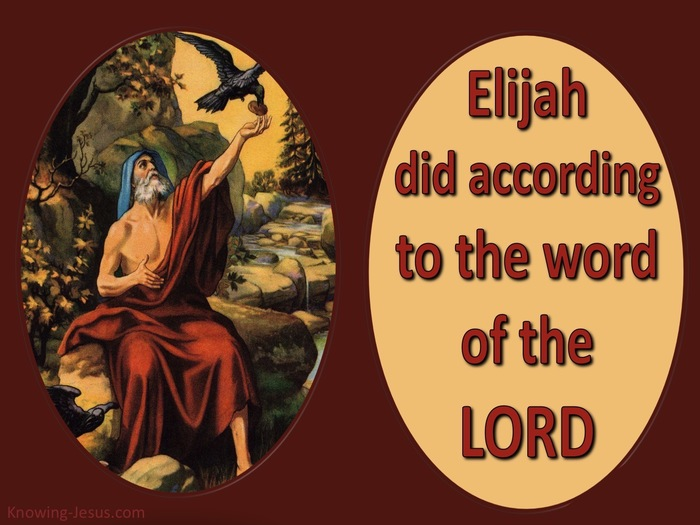 Elijah
did according
to the word
of the
LORD
Knowing-Jesus.com